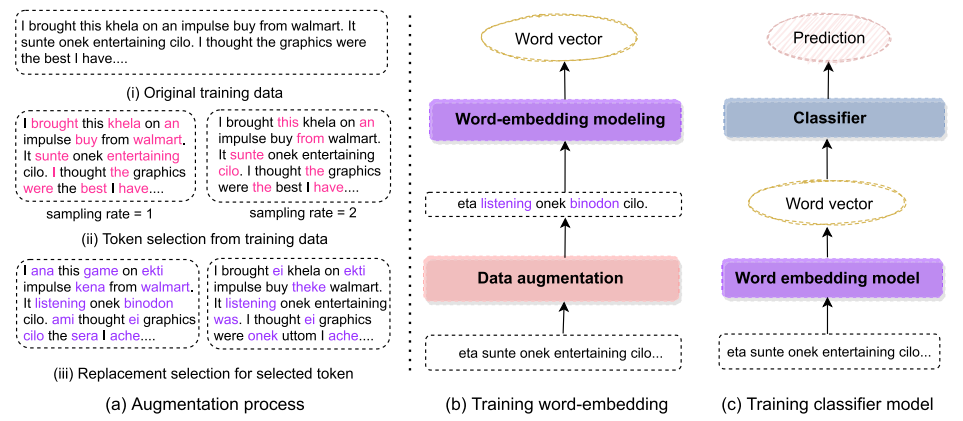 I brought this khela on an impulse buy from walmart. It
sunte onek entertaining cilo. I thought the graphics were
the best I have....
(i) Original training data
I brought this khela on an
impulse buy from walmart.
It sunte onek entertaining
cilo. I thought the graphics
were the best I have....
sampling rate = 1
I brought this khela on an
impulse buy from walmart.
It sunte onek entertaining
cilo. I thought the graphics
were the best I have....
sampling rate = 2
(ii) Token selection from training data
I ana this game on ekti
impulse kena from walmart.
It listening onek binodon
cilo. ami thought ei graphics
cilo the sera I ache....
I brought ei khela on ekti
impulse buy theke walmart.
It listening onek entertaining
was. I thought ei graphics
were onek uttom I ache....
(iii) Replacement selection for selected token
(a) Augmentation process
Word vector
Word-embedding modeling
eta listening onek binodon cilo.
Data augmentation
eta sunte onek entertaining cilo...
(b) Training word-embedding
Prediction
Classifier
Word vector
Word embedding model
eta sunte onek entertaining cilo...
(c) Training classifier model